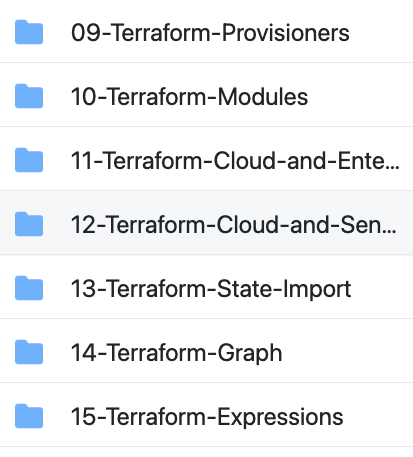 09-Terraform-Provisioners
10-Terraform-Modules
11-Terraform-Cloud-and-Ente...
12-Terraform-Cloud-and-Sen...
13-Terraform-State-Import
14-Terraform-Graph
15-Terraform-Expressions